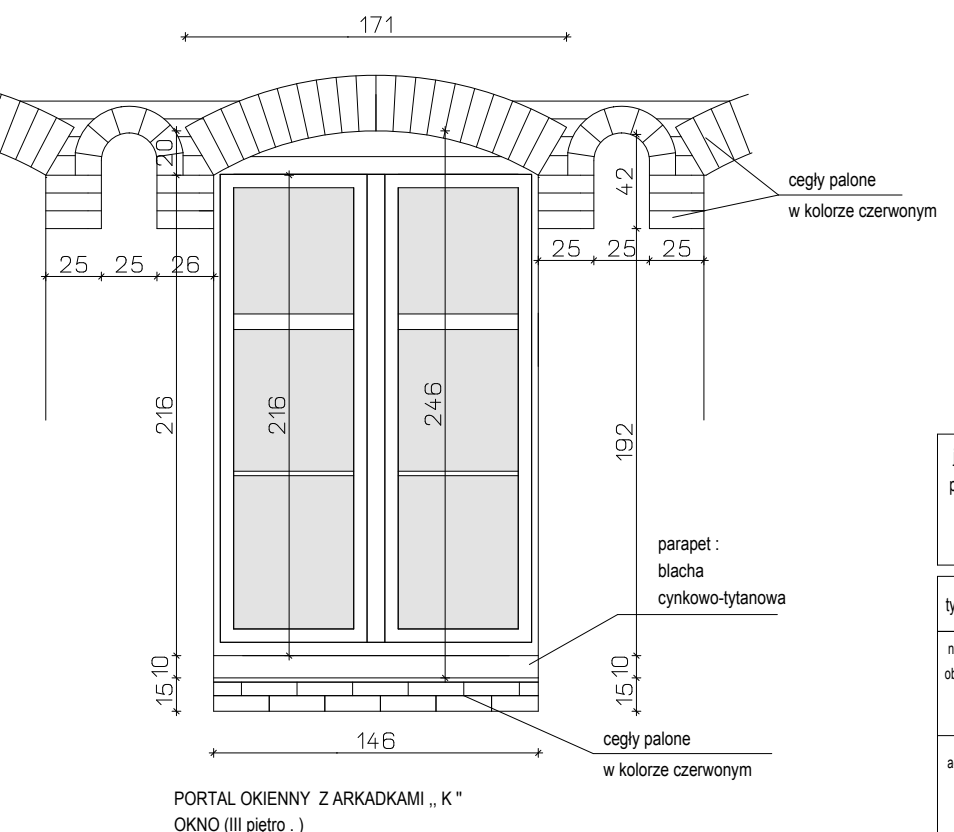 171
20
42
cegły palone
w kolorze czerwonym
25
25
26
25
25
25
216
216
246
192
parapet :
blacha
cynkowo-tytanowa
10
15
10
15
146
cegły palone
w kolorze czerwonym
PORTAL OKIENNY Z ARKADKAMI ,, K "
OKNO (III piętro . )